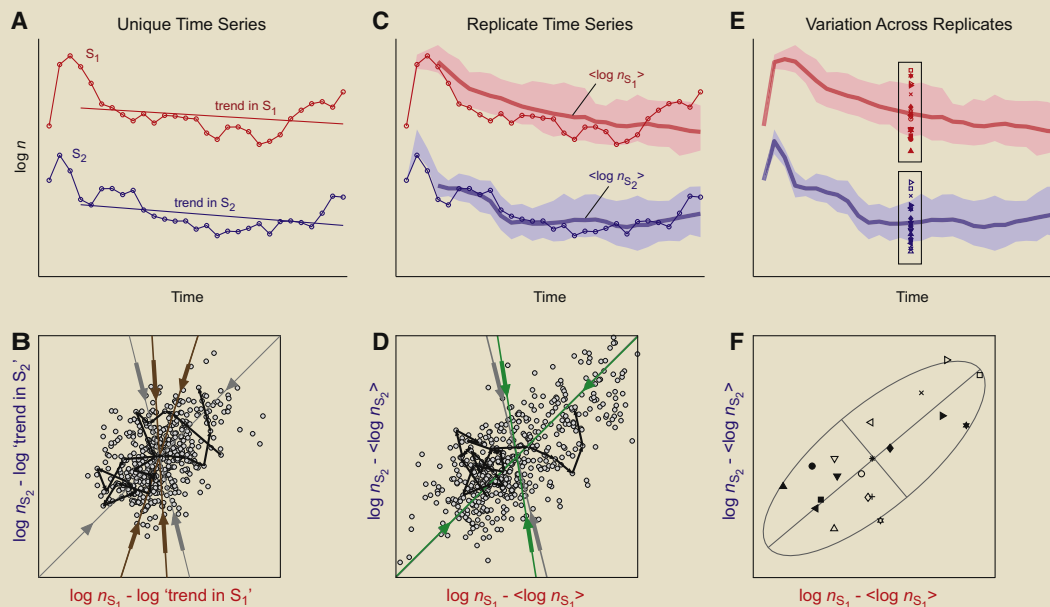 A Unique Time Series
S1
trend in S1
S2
trend in S2
log n
Time
C Replicate Time Series
<log nS1>
<log nS2>
Time
E Variation Across Replicates
Time
B
log nS2 - log 'trend in S2'
log nS1 - log 'trend in S1'
D
log nS2 - <log nS2>
log nS1 - <log nS1>
F
log nS2 - <log nS2>
log nS1 - <log nS1>